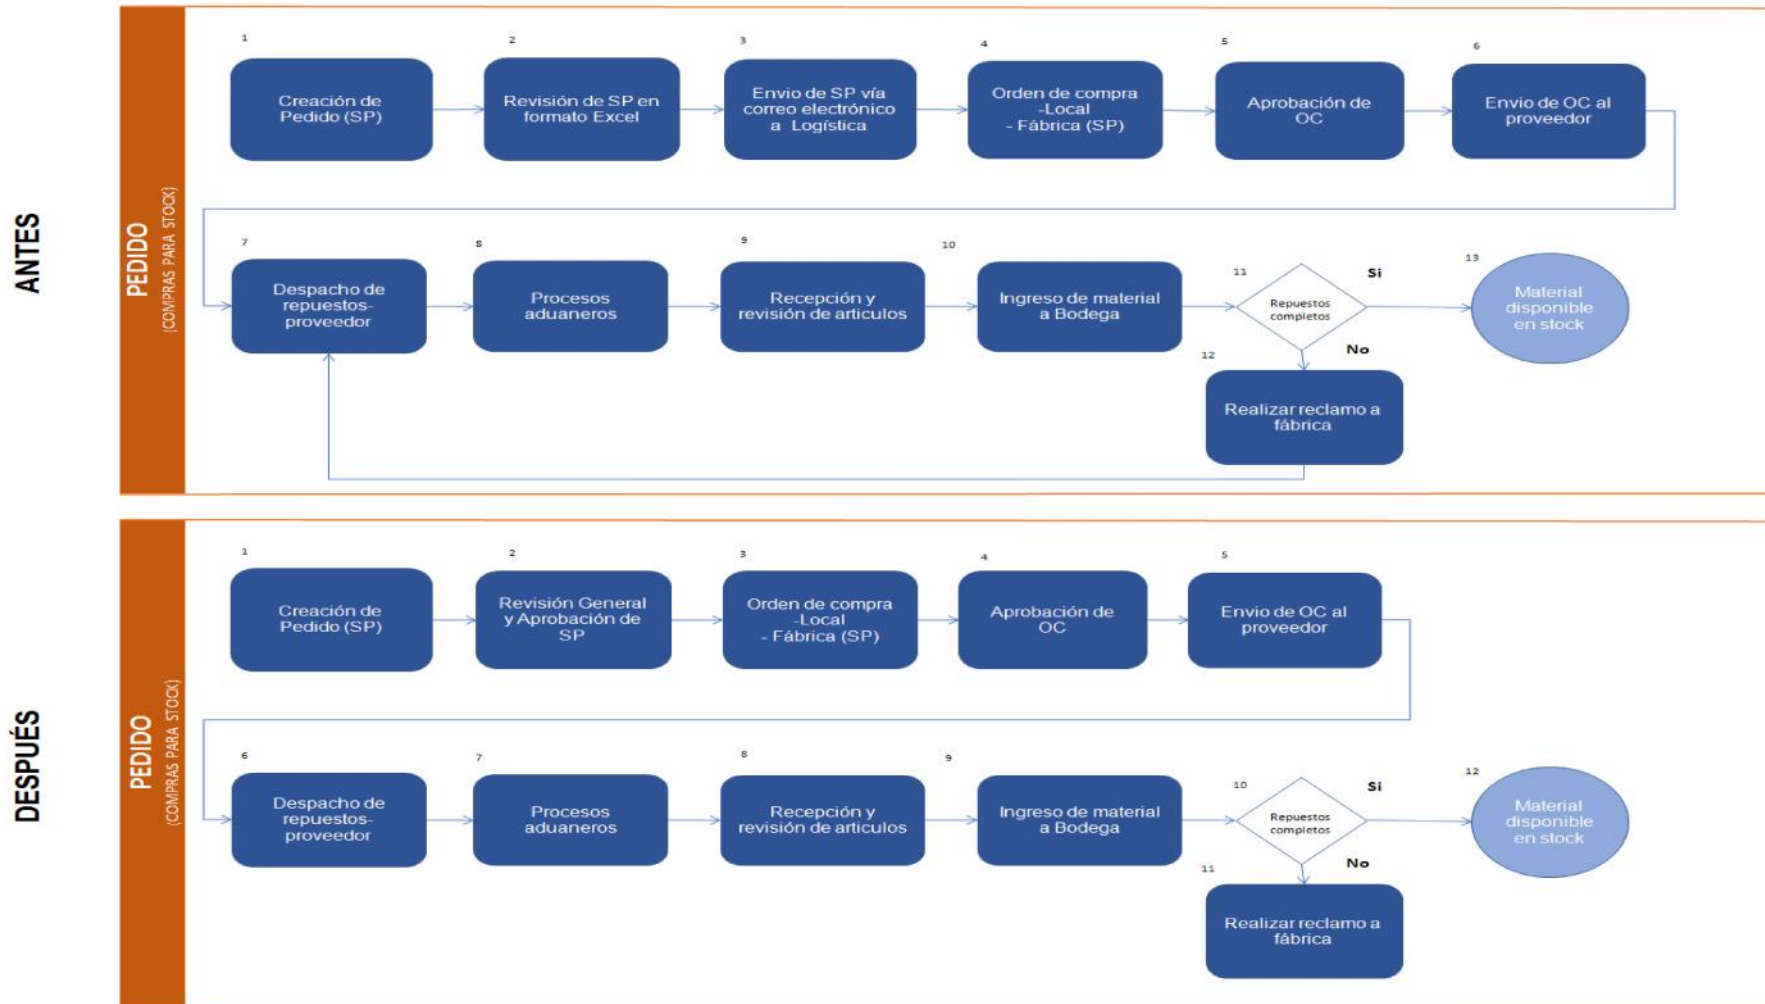 ANTES
PEDIDO
(COMPRAS PARA STOCK)
1
Creación de
Pedido (SP)
2
Revisión de SP en
formato Excel
3
Envio de SP vía
correo electrónico
a Logística
4
Orden de compra
-Local
- Fábrica (SP)
5
Aprobación de
OC
6
Envio de OC al
proveedor
7
Despacho de
repuestos-
proveedor
8
Procesos
aduaneros
9
Recepción y
revisión de articulos
10
Ingreso de material
a Bodega
11
Repuestos
completos
Si
No
12
Realizar reclamo a
fábrica
13
Material
disponible
en stock
DESPUÉS
PEDIDO
(COMPRAS PARA STOCK)
1
Creación de
Pedido (SP)
2
Revisión General
y Aprobación de
SP
3
Orden de compra
-Local
- Fábrica (SP)
4
Aprobación de
OC
5
Envio de OC al
proveedor
6
Despacho de
repuestos-
proveedor
7
Procesos
aduaneros
8
Recepción y
revisión de articulos
9
Ingreso de material
a Bodega
10
Repuestos
completos
Si
No
11
Realizar reclamo a
fábrica
12
Material
disponible
en stock